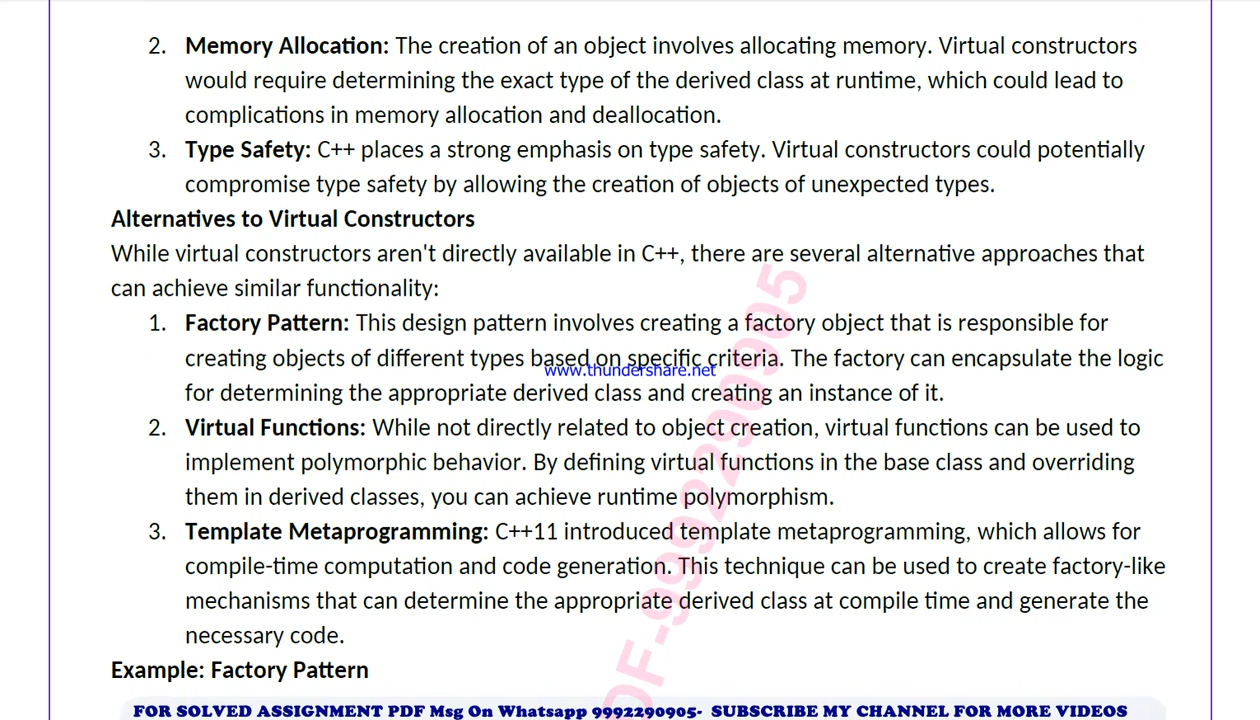 2. Memory Allocation: The creation of an object involves allocating memory. Virtual constructors
would require determining the exact type of the derived class at runtime, which could lead to
complications in memory allocation and deallocation.
3. Type Safety: C++ places a strong emphasis on type safety. Virtual constructors could potentially
compromise type safety by allowing the creation of objects of unexpected types.
Alternatives to Virtual Constructors
While virtual constructors aren't directly available in C++, there are several alternative approaches that
can achieve similar functionality:
1. Factory Pattern: This design pattern involves creating a factory object that is responsible for
creating objects of different types based on specific criteria. The factory can encapsulate the logic
www.thundershare.net
for determining the appropriate derived class and creating an instance of it.
2. Virtual Functions: While not directly related to object creation, virtual functions can be used to
implement polymorphic behavior. By defining virtual functions in the base class and overriding
them in derived classes, you can achieve runtime polymorphism.
3. Template Metaprogramming: C++11 introduced template metaprogramming, which allows for
compile-time computation and code generation. This technique can be used to create factory-like
mechanisms that can determine the appropriate derived class at compile time and generate the
necessary code.
Example: Factory Pattern
DF-9992290905
FOR SOLVED ASSIGNMENT PDF Msg On Whatsapp 9992290905- SUBSCRIBE MY CHANNEL FOR MORE VIDEOS